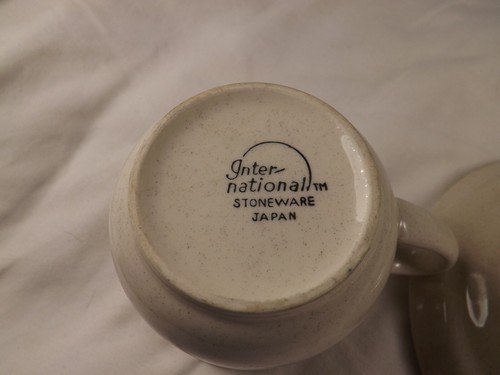 Inter-
national TM
STONEWARE
JAPAN